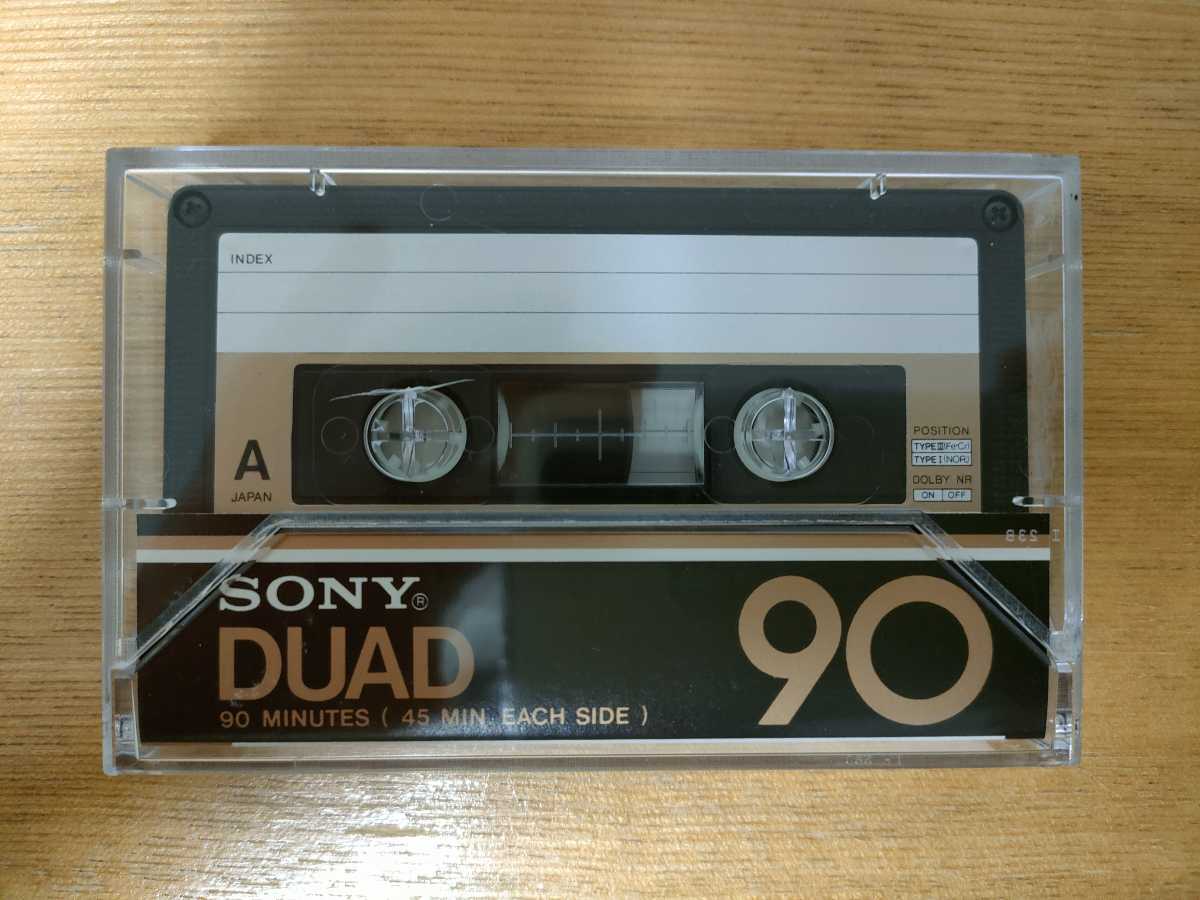 INDEX
A
JAPAN
POSITION
TYPE III(FeCr)
TYPE I (NOR)
DOLBY NR
ON OFF
SONY®
DUAD
90 MINUTES ( 45 MIN. EACH SIDE )
90